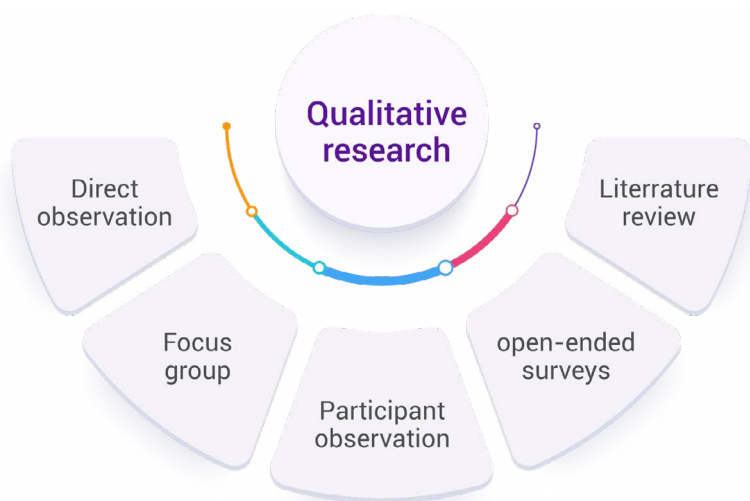 Qualitative
research
Direct
observation
Focus
group
Participant
observation
open-ended
surveys
Literrature
review